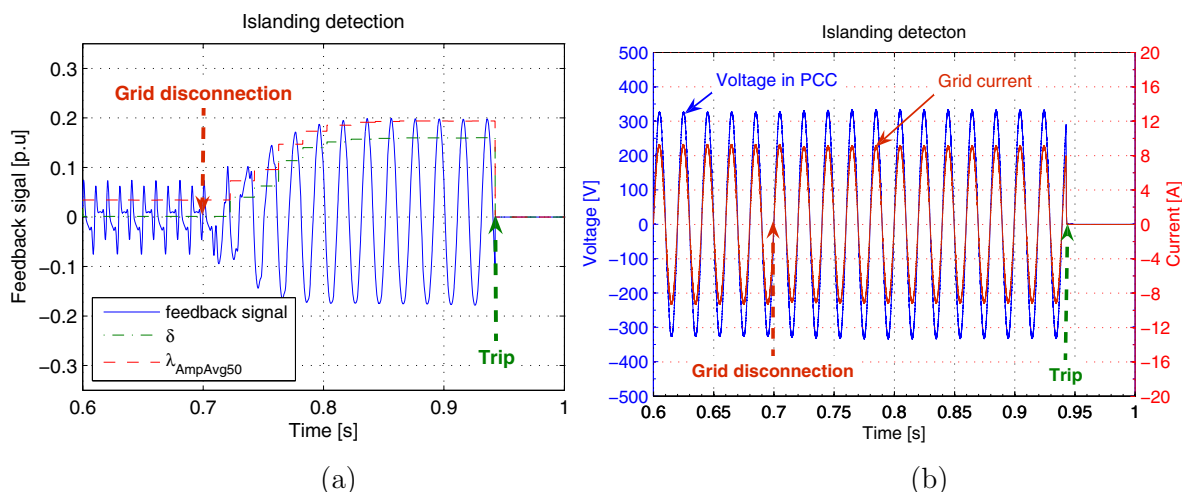 Islanding detection
Feedback sigal [p.u]
0.3
0.2
0.1
0
−0.1
−0.2
−0.3
Grid disconnection
feedback signal
δ
λAmpAvg50
Trip
0.6 0.7 0.8 0.9 1
Time [s]
(a)
Islanding detecton
Voltage [V]
500
400
300
200
100
0
−100
−200
−300
−400
−500
Voltage in PCC
Grid current
Grid disconnection
Trip
20
16
12
8
4
0
−4
−8
−12
−16
−20
Current [A]
0.6 0.65 0.7 0.75 0.8 0.85 0.9 0.95 1
Time [s]
(b)